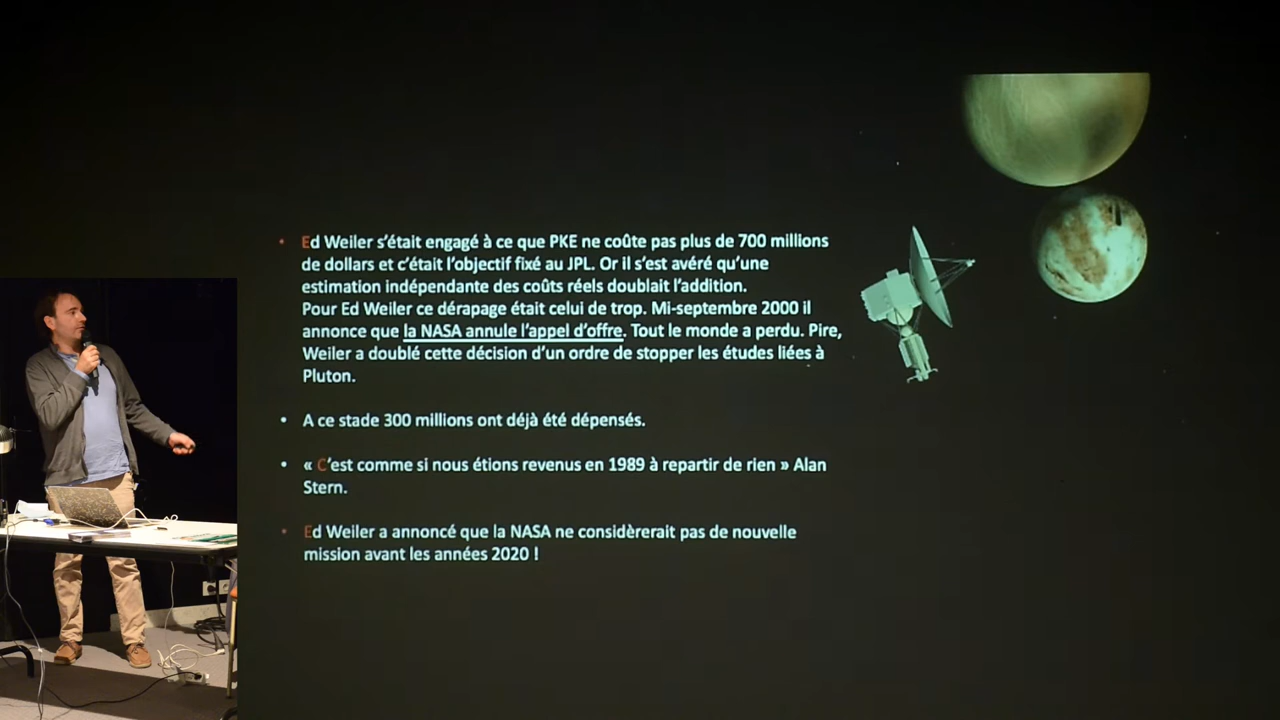 • Ed Weiler s’était engagé à ce que PKE ne coûte pas plus de 700 millions
de dollars et c’était l’objectif fixé au JPL. Or il s’est avéré qu’une
estimation indépendante des coûts réels doublait l’addition.
Pour Ed Weiler ce dérapage était celui de trop. Mi-septembre 2000 il
annonce que la NASA annule l’appel d’offre. Tout le monde a perdu. Pire,
Weiler a doublé cette décision d’un ordre de stopper les études liées à
Pluton.
• A ce stade 300 millions ont déjà été dépensés.
• « C’est comme si nous étions revenus en 1989 à repartir de rien » Alan
Stern.
• Ed Weiler a annoncé que la NASA ne considèrerait pas de nouvelle
mission avant les années 2020 !